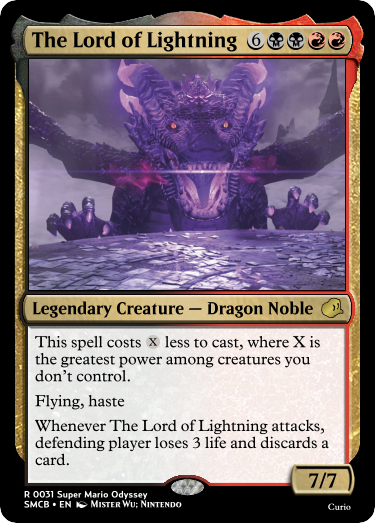 The Lord of Lightning 6
Legendary Creature — Dragon Noble
This spell costs X less to cast, where X is
the greatest power among creatures you
don't control.
Flying, haste
Whenever The Lord of Lightning attacks,
defending player loses 3 life and discards a
card.
7/7
R 0031 Super Mario Odyssey
SMCB • EN Mister Wu; Nintendo
Curio